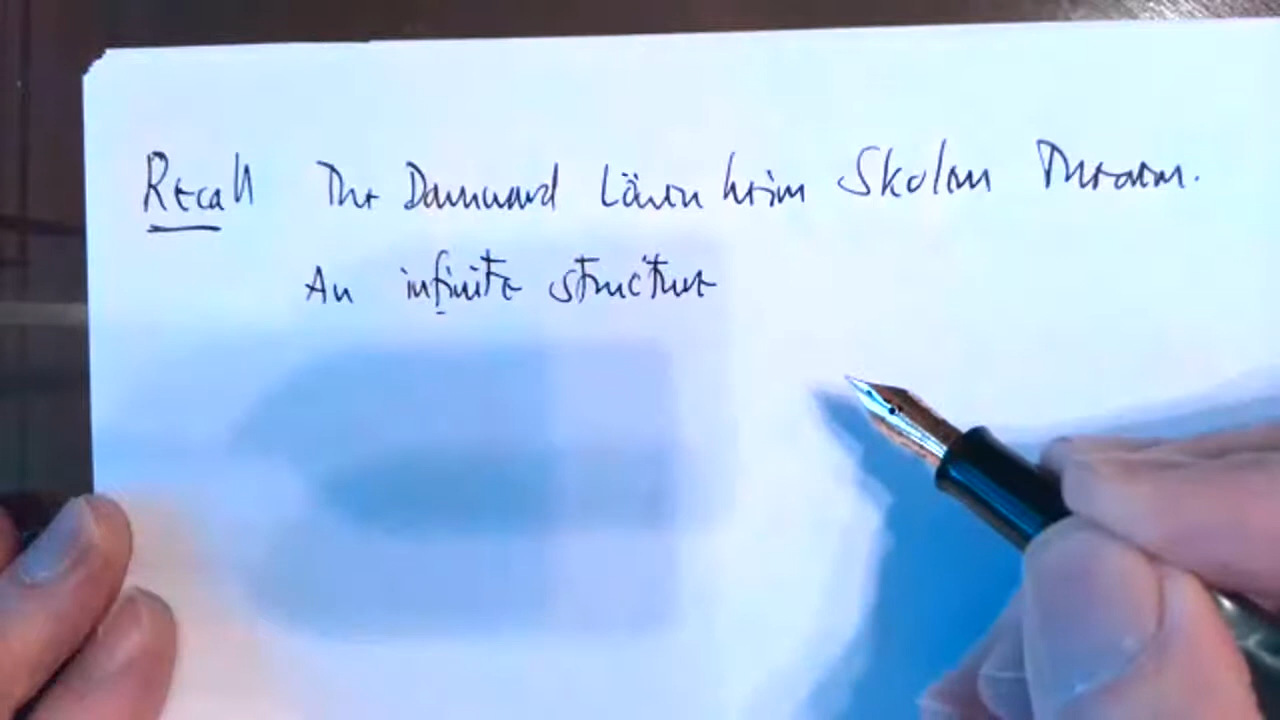 Recall The Downward Löwenheim Skolem Theorem.
An infinite structure